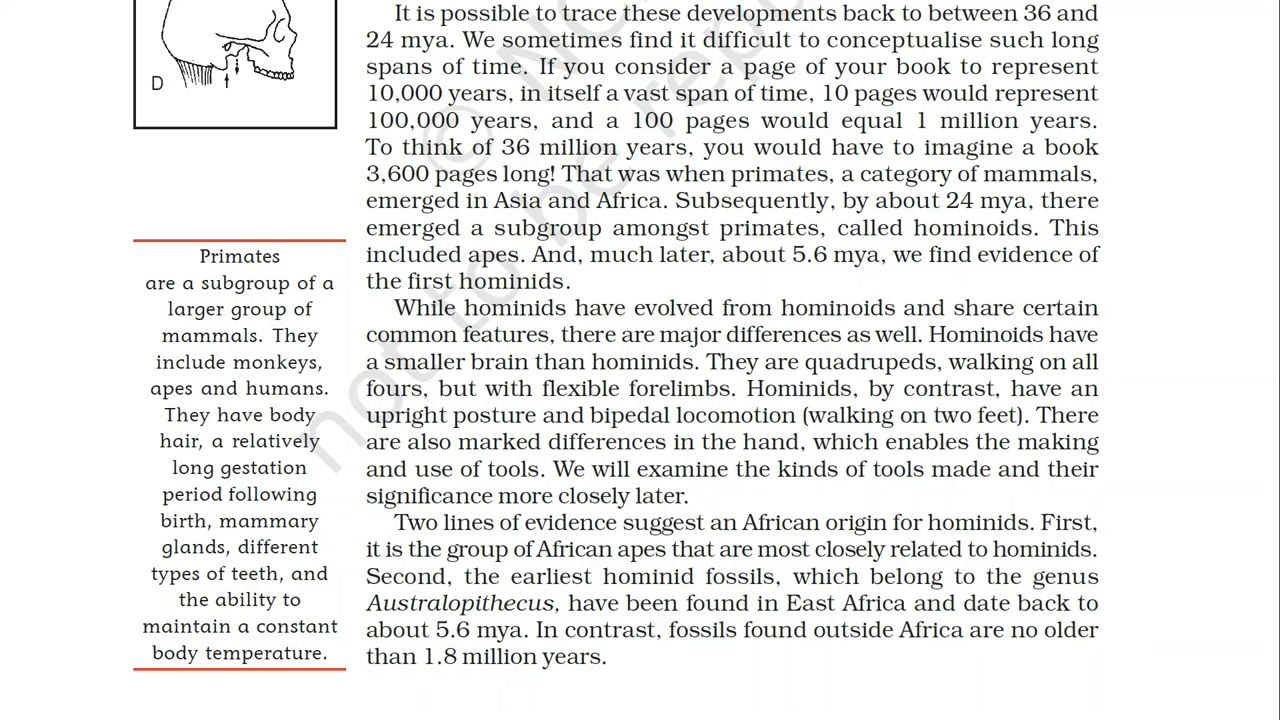 D
Primates
are a subgroup of a
larger group of
mammals. They
include monkeys,
apes and humans.
They have body
hair, a relatively
long gestation
period following
birth, mammary
glands, different
types of teeth, and
the ability to
maintain a constant
body temperature.
It is possible to trace these developments back to between 36 and
24 mya. We sometimes find it difficult to conceptualise such long
spans of time. If you consider a page of your book to represent
10,000 years, in itself a vast span of time, 10 pages would represent
100,000 years, and a 100 pages would equal 1 million years.
To think of 36 million years, you would have to imagine a book
3,600 pages long! That was when primates, a category of mammals,
emerged in Asia and Africa. Subsequently, by about 24 mya, there
emerged a subgroup amongst primates, called hominoids. This
included apes. And, much later, about 5.6 mya, we find evidence of
the first hominids.
While hominids have evolved from hominoids and share certain
common features, there are major differences as well. Hominoids have
a smaller brain than hominids. They are quadrupeds, walking on all
fours, but with flexible forelimbs. Hominids, by contrast, have an
upright posture and bipedal locomotion (walking on two feet). There
are also marked differences in the hand, which enables the making
and use of tools. We will examine the kinds of tools made and their
significance more closely later.
Two lines of evidence suggest an African origin for hominids. First,
it is the group of African apes that are most closely related to hominids.
Second, the earliest hominid fossils, which belong to the genus
Australopithecus, have been found in East Africa and date back to
about 5.6 mya. In contrast, fossils found outside Africa are no older
than 1.8 million years.
© NC
not to be rep